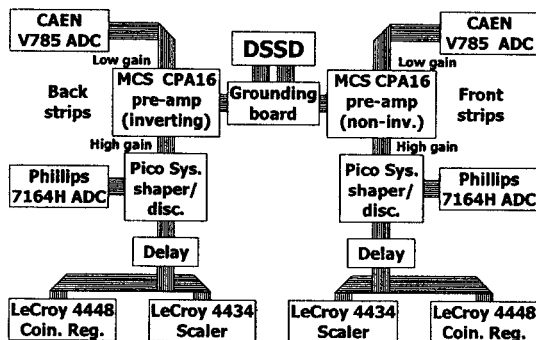 CAEN
V785 ADC
DSSD
CAEN
V785 ADC
Low gain
Low gain
Back
strips
MCS CPA16
pre-amp
(inverting)
Grounding
board
MCS CPA16
pre-amp
(non-inv.)
Front
strips
High gain
High gain
Phillips
7164H ADC
Pico Sys.
shaper/
disc.
Pico Sys.
shaper/
disc.
Phillips
7164H ADC
Delay
Delay
LeCroy 4448
Coin. Reg.
LeCroy 4434
Scaler
LeCroy 4434
Scaler
LeCroy 4448
Coin. Reg.